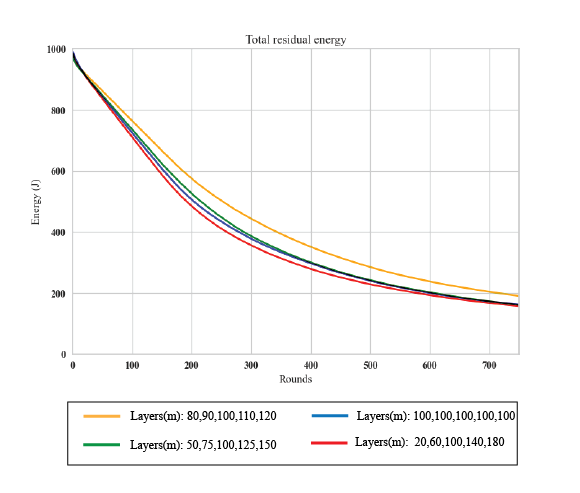 Total residual energy
1000
800
600
400
200
0
Energy (J)
0 100 200 300 400 500 600 700
Rounds
Layers(m): 80,90,100,110,120 Layers(m): 100,100,100,100,100
Layers(m): 50,75,100,125,150 Layers(m): 20,60,100,140,180